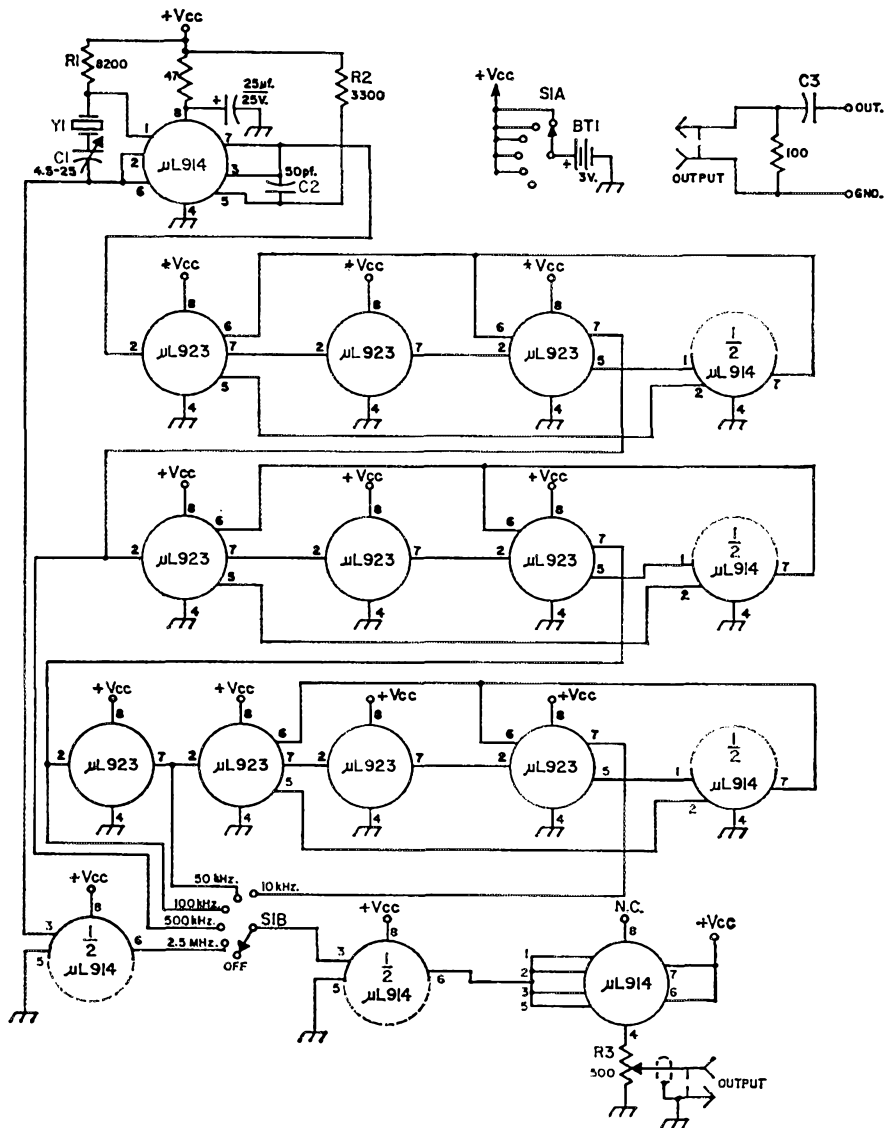 +Vcc
R1
8200
47
25µf.
25V.
R2
3300
Y1
C1
4.5-25
8
1
2
6
7
3
5
4
µL914
50pf.
C2
+Vcc
S1A
BT1
+
3V.
C3
OUT.
100
OUTPUT
GND.
*Vcc
*Vcc
*Vcc
8
8
8
6
6
7
2
µL923
7
2
µL923
7
2
µL923
5
1
1/2
µL914
5
2
7
4
4
4
4
+Vcc
+Vcc
+Vcc
8
8
8
6
6
7
2
µL923
7
2
µL923
7
2
µL923
5
1
1/2
µL914
7
5
2
4
4
4
4
+Vcc
+Vcc
+Vcc
+Vcc
8
8
8
8
6
6
7
2
µL923
7
2
µL923
7
2
µL923
7
2
µL923
5
1
1/2
µL914
7
5
2
4
4
4
4
4
50kHz.
10kHz.
100kHz.
500kHz.
2.5 MHz.
OFF
S1B
+Vcc
8
3
1/2
µL914
5
6
+Vcc
8
3
1/2
µL914
5
6
N.C.
8
+Vcc
1
2
3
5
µL914
7
6
4
R3
500
OUTPUT